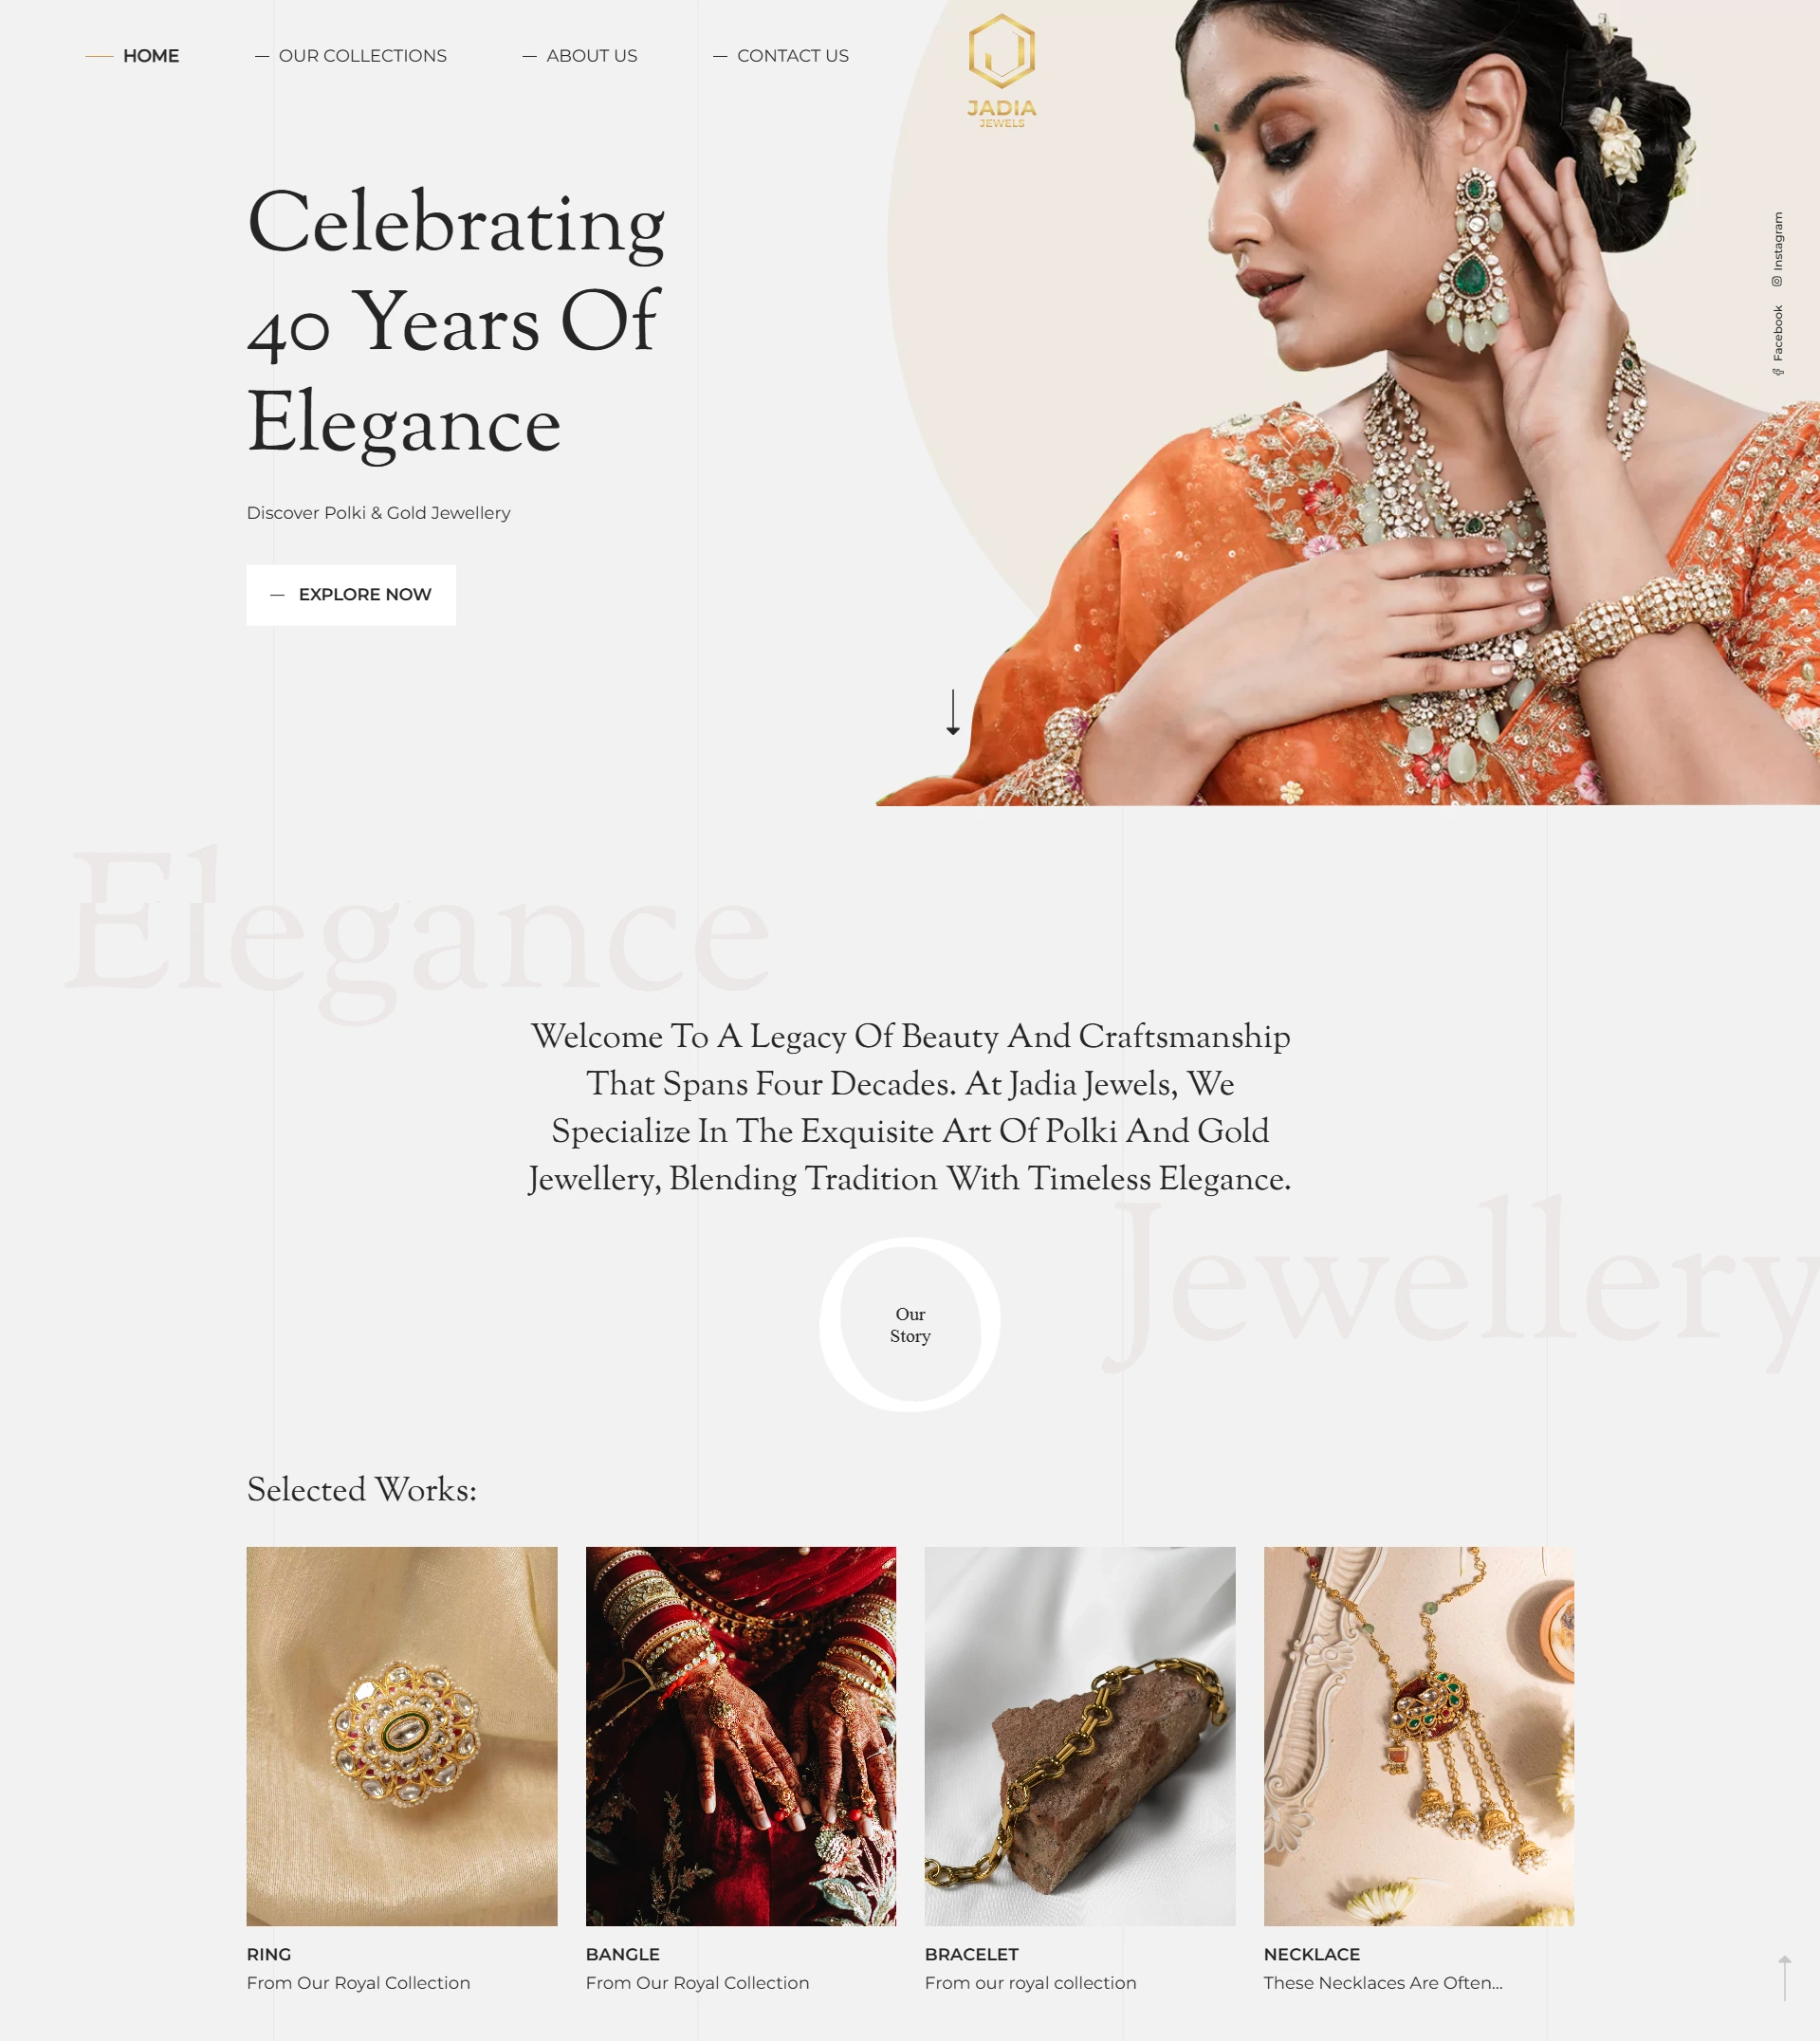 HOME
OUR COLLECTIONS
ABOUT US
CONTACT US
JADIA
JEWELS
Celebrating
40 Years Of
Elegance
Discover Polki & Gold Jewellery
EXPLORE NOW
Instagram
Facebook
Elegance
Welcome To A Legacy Of Beauty And Craftsmanship
That Spans Four Decades. At Jadia Jewels, We
Specialize In The Exquisite Art Of Polki And Gold
Jewellery, Blending Tradition With Timeless Elegance.
Jewellery
Our
Story
Selected Works:
RING
From Our Royal Collection
BANGLE
From Our Royal Collection
BRACELET
From our royal collection
NECKLACE
These Necklaces Are Often...